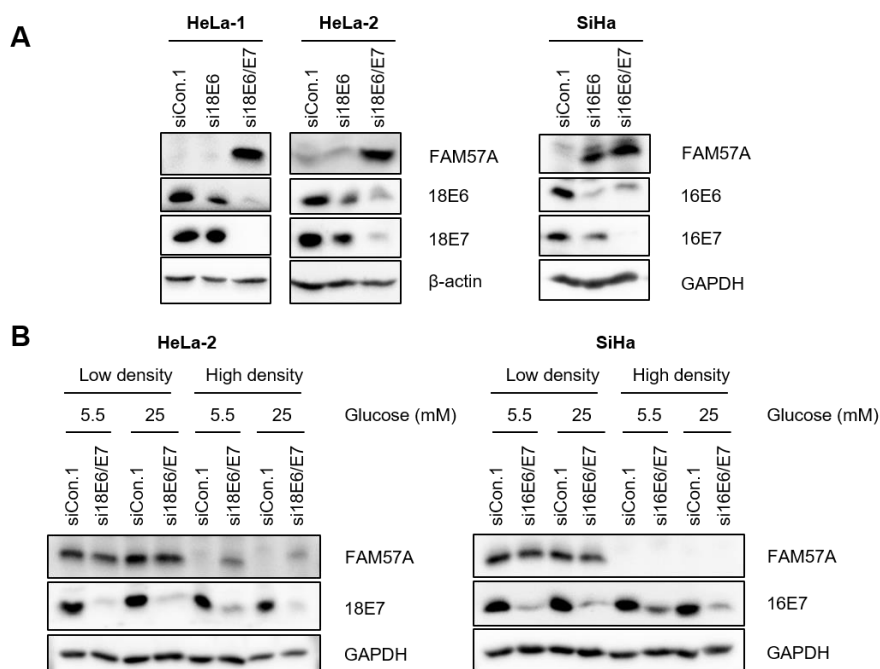 A
HeLa-1 HeLa-2 SiHa
siCon.1 si18E6 si18E6/E7 siCon.1 si18E6 si18E6/E7 siCon.1 si16E6 si16E6/E7
FAM57A FAM57A
18E6 16E6
18E7 16E7
β-actin GAPDH
B
HeLa-2 SiHa
Low density High density Low density High density
5.5 25 5.5 25 Glucose (mM) 5.5 25 5.5 25 Glucose (mM)
siCon.1 si18E6/E7 siCon.1 si18E6/E7 siCon.1 si18E6/E7 siCon.1 si18E6/E7 siCon.1 si16E6/E7 siCon.1 si16E6/E7 siCon.1 si16E6/E7 siCon.1 si16E6/E7
FAM57A FAM57A
18E7 16E7
GAPDH GAPDH